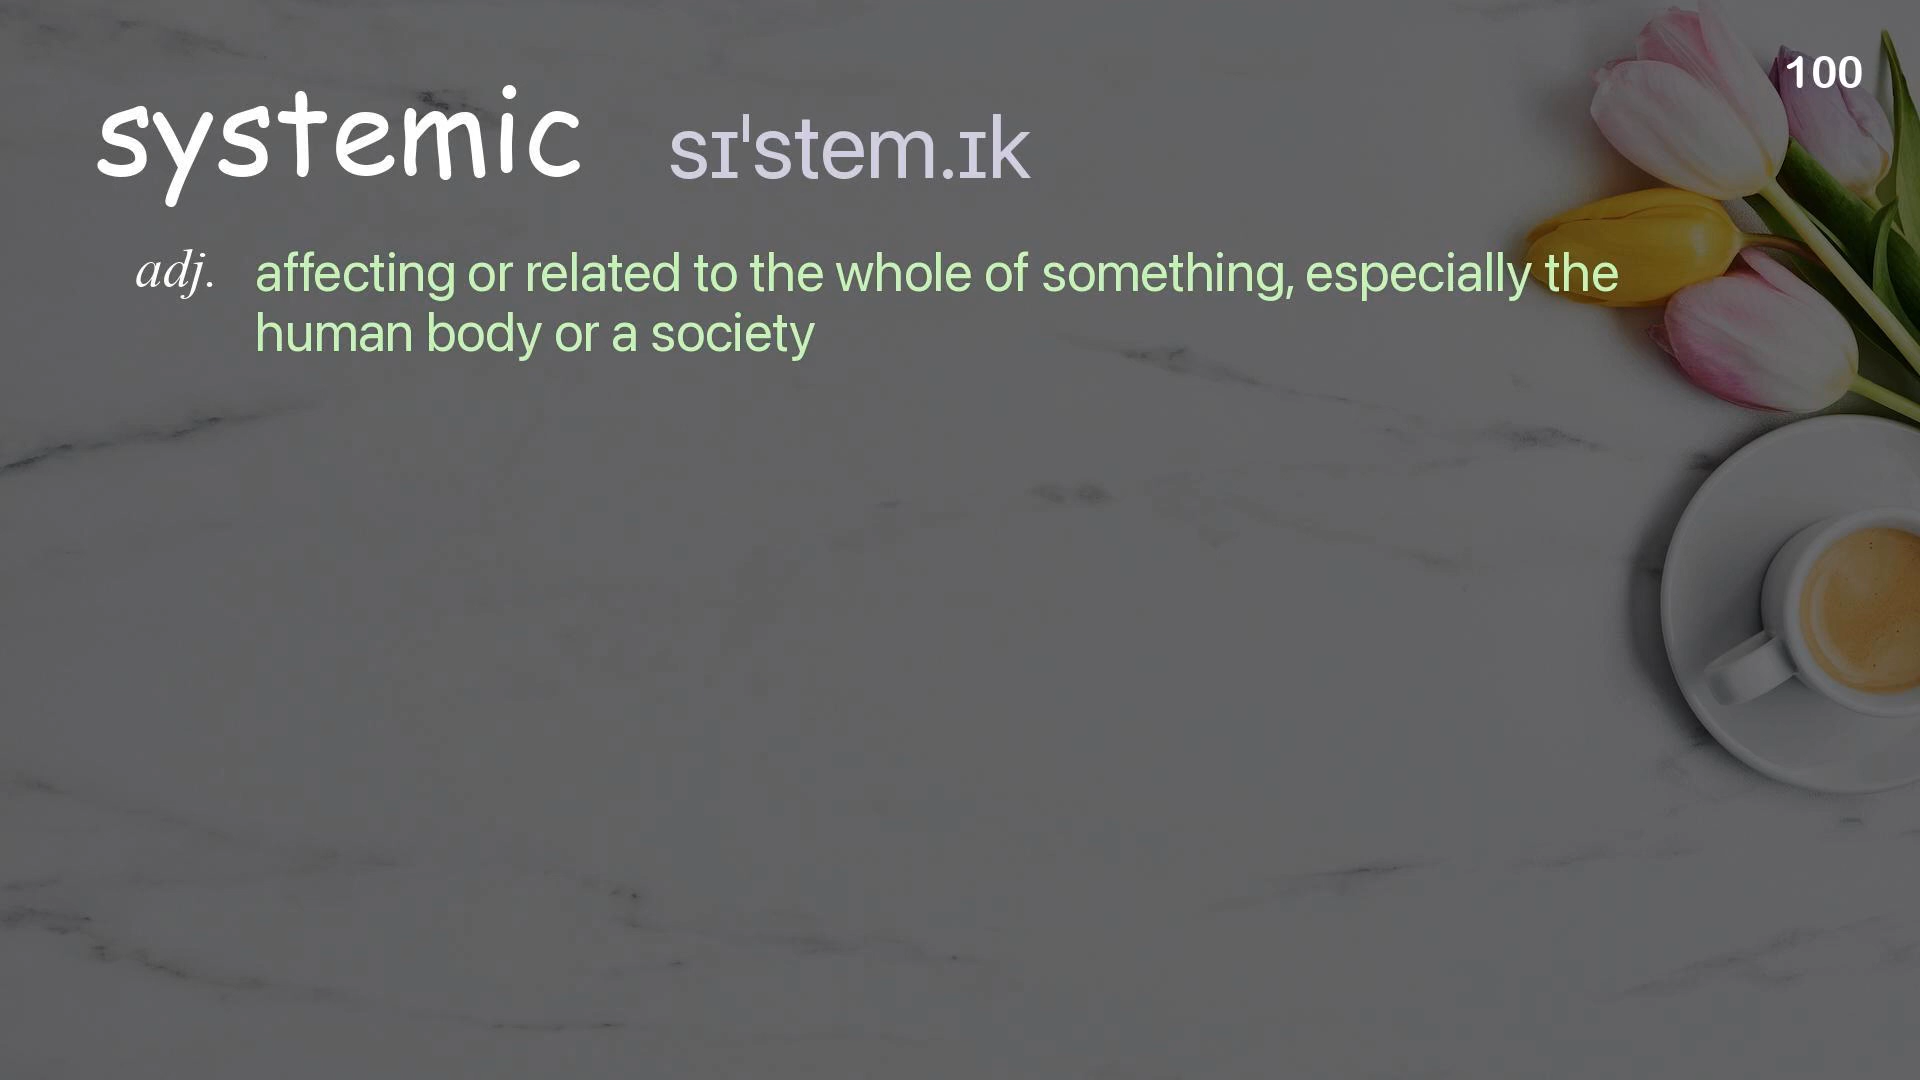 100
systemic sɪˈstem.ɪk
adj. affecting or related to the whole of something, especially the
human body or a society